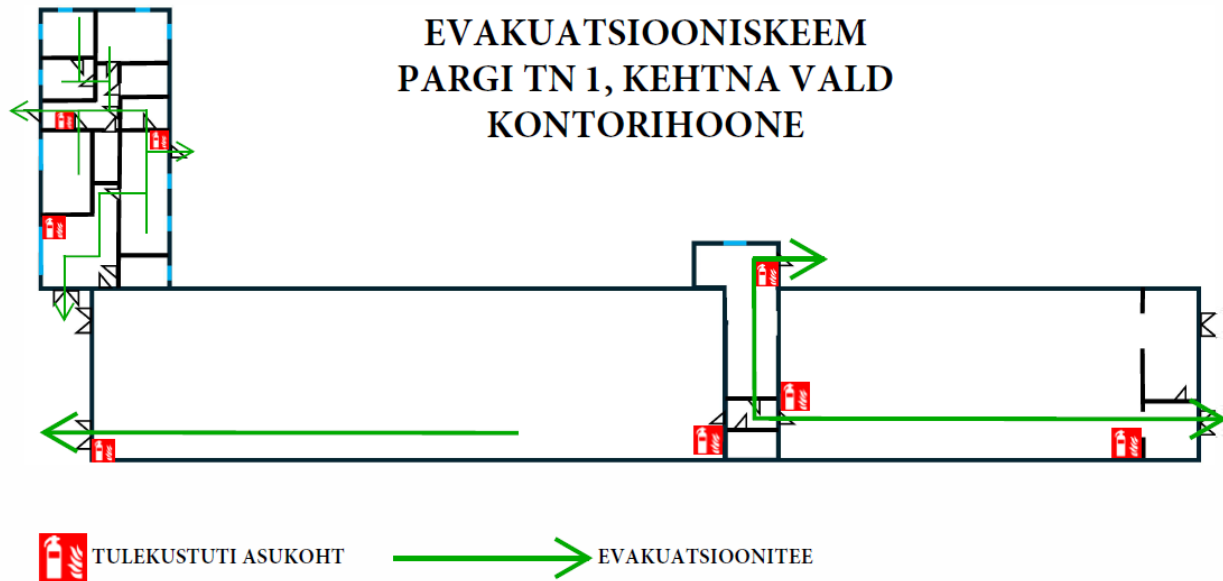 EVAKUATSIOONISKEEM
PARGI TN 1, KEHTNA VALD
KONTORIHOONE
TULEKUSTUTI ASUKOHT
EVAKUATSIOONITEE